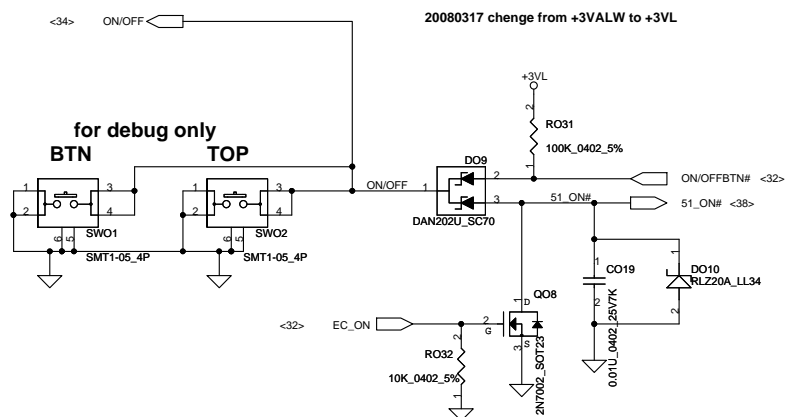 <34> ON/OFF
20080317 chenge from +3VALW to +3VL
+3VL
2
RO31
100K_0402_5%
1
for debug only
BTN TOP
1 3
2 4
6 5
SWO1
SMT1-05_4P
1 3
2 4
6 5
SWO2
SMT1-05_4P
ON/OFF
DO9
1 2
3
DAN202U_SC70
ON/OFFBTN# <32>
51_ON#
51_ON# <38>
1
CO19
2
0.01U_0402_25V7K
1
DO10
RLZ20A_LL34
2
<32> EC_ON
2
G
1
D
QO8
S
3
2N7002_SOT23
2
RO32
10K_0402_5%
1